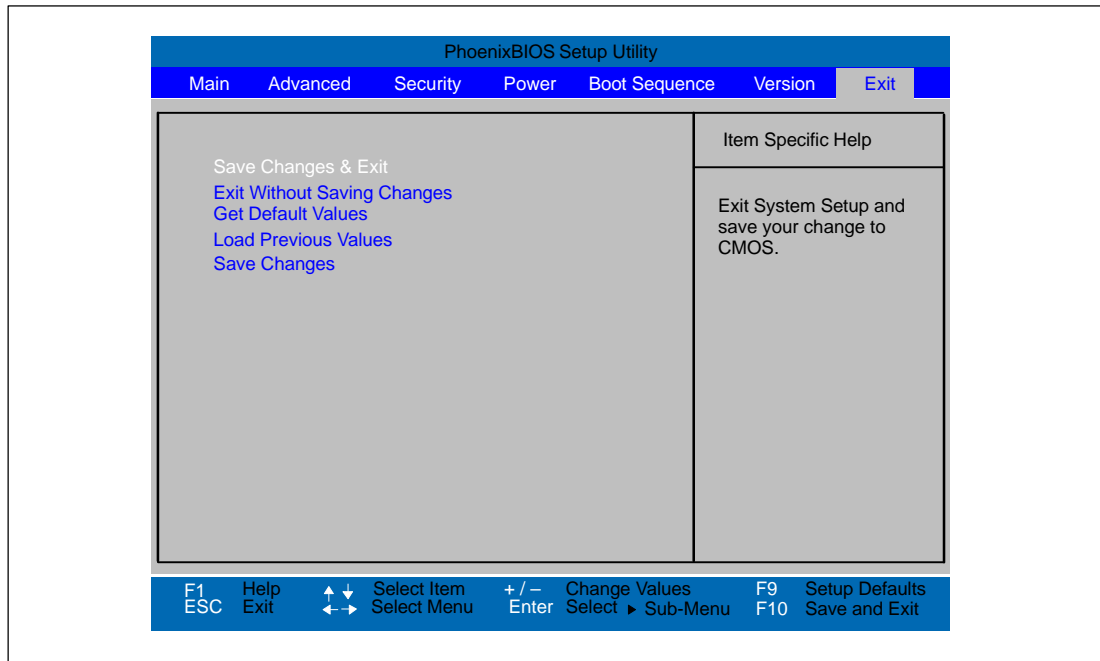 PhoenixBIOS Setup Utility
Main Advanced Security Power Boot Sequence Version Exit
Save Changes & Exit
Exit Without Saving Changes
Get Default Values
Load Previous Values
Save Changes
Item Specific Help
Exit System Setup and
save your change to
CMOS.
F1 Help Select Item + / – Change Values F9 Setup Defaults
ESC Exit Select Menu Enter Select Sub-Menu F10 Save and Exit